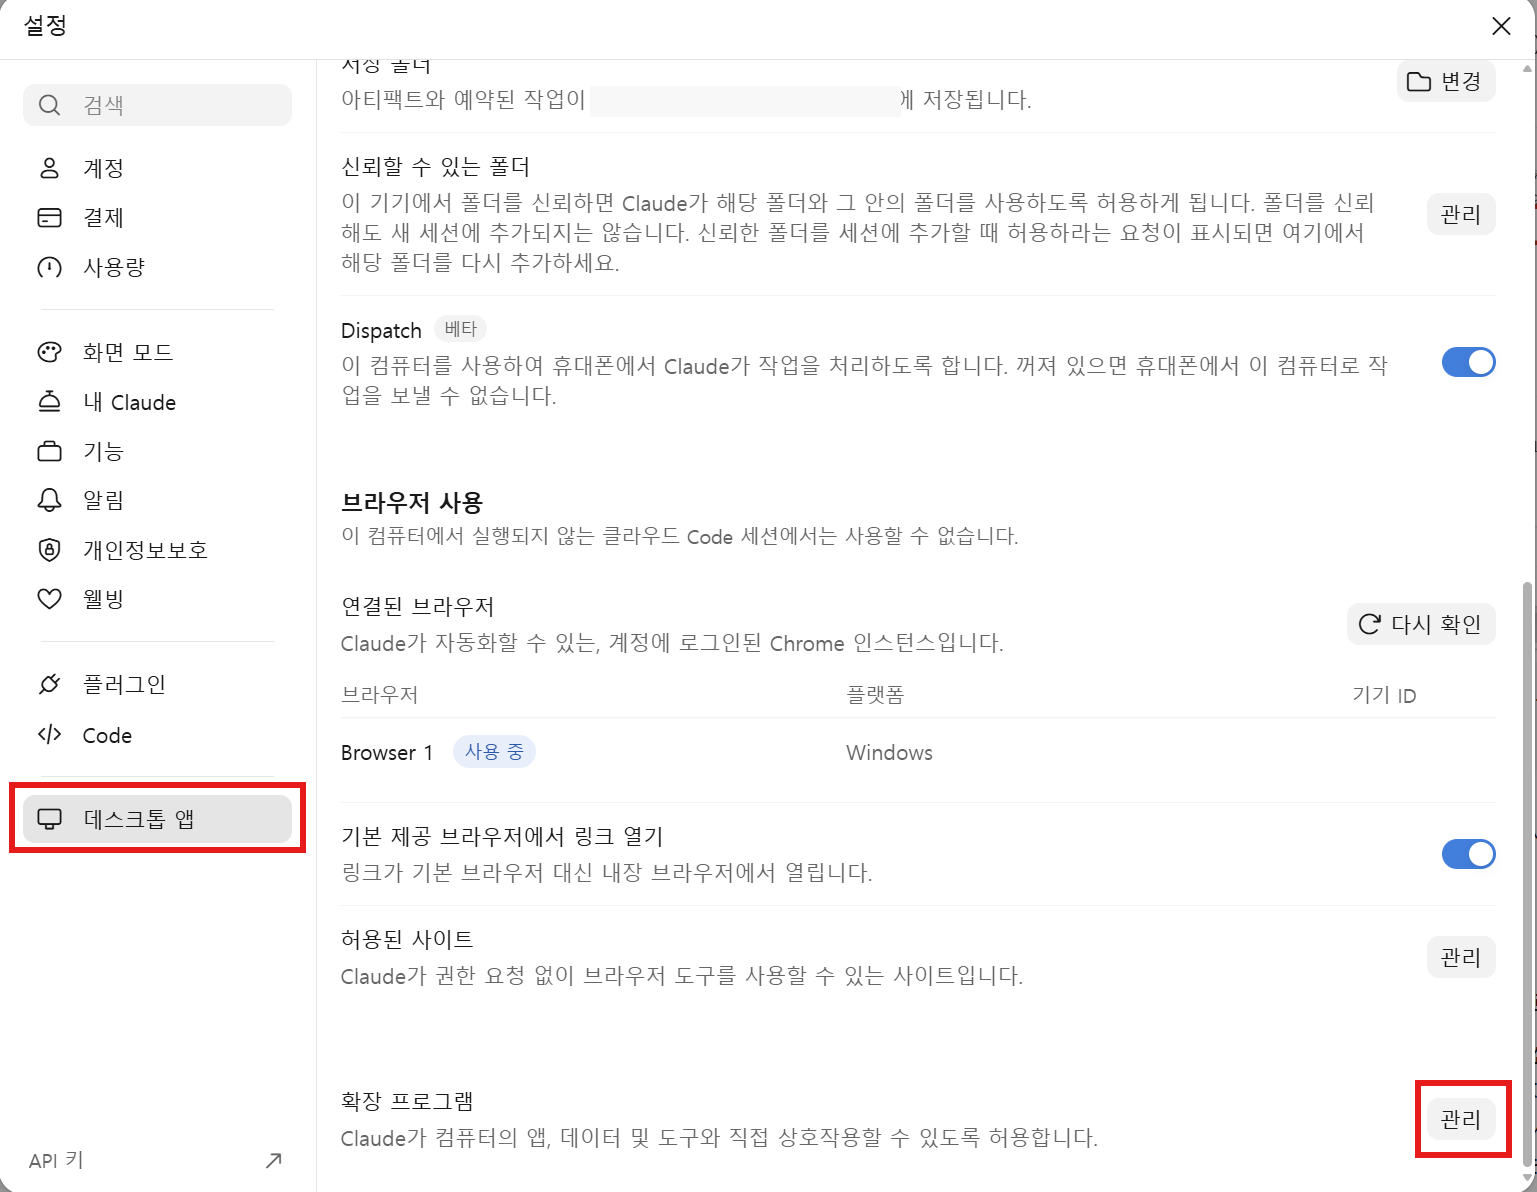 설정
검색
계정
결제
사용량
화면 모드
내 Claude
기능
알림
개인정보보호
웰빙
플러그인
Code
데스크톱 앱
API 키
저장 폴더
아티팩트와 예약된 작업이 에 저장됩니다.
변경
신뢰할 수 있는 폴더
이 기기에서 폴더를 신뢰하면 Claude가 해당 폴더와 그 안의 폴더를 사용하도록 허용하게 됩니다. 폴더를 신뢰
해도 새 세션에 추가되지는 않습니다. 신뢰한 폴더를 세션에 추가할 때 허용하라는 요청이 표시되면 여기에서
해당 폴더를 다시 추가하세요.
관리
Dispatch 베타
이 컴퓨터를 사용하여 휴대폰에서 Claude가 작업을 처리하도록 합니다. 꺼져 있으면 휴대폰에서 이 컴퓨터로 작
업을 보낼 수 없습니다.
브라우저 사용
이 컴퓨터에서 실행되지 않는 클라우드 Code 세션에서는 사용할 수 없습니다.
연결된 브라우저
Claude가 자동화할 수 있는, 계정에 로그인된 Chrome 인스턴스입니다.
다시 확인
브라우저 플랫폼 기기 ID
Browser 1 사용 중 Windows
기본 제공 브라우저에서 링크 열기
링크가 기본 브라우저 대신 내장 브라우저에서 열립니다.
허용된 사이트
Claude가 권한 요청 없이 브라우저 도구를 사용할 수 있는 사이트입니다.
관리
확장 프로그램
Claude가 컴퓨터의 앱, 데이터 및 도구와 직접 상호작용할 수 있도록 허용합니다.
관리